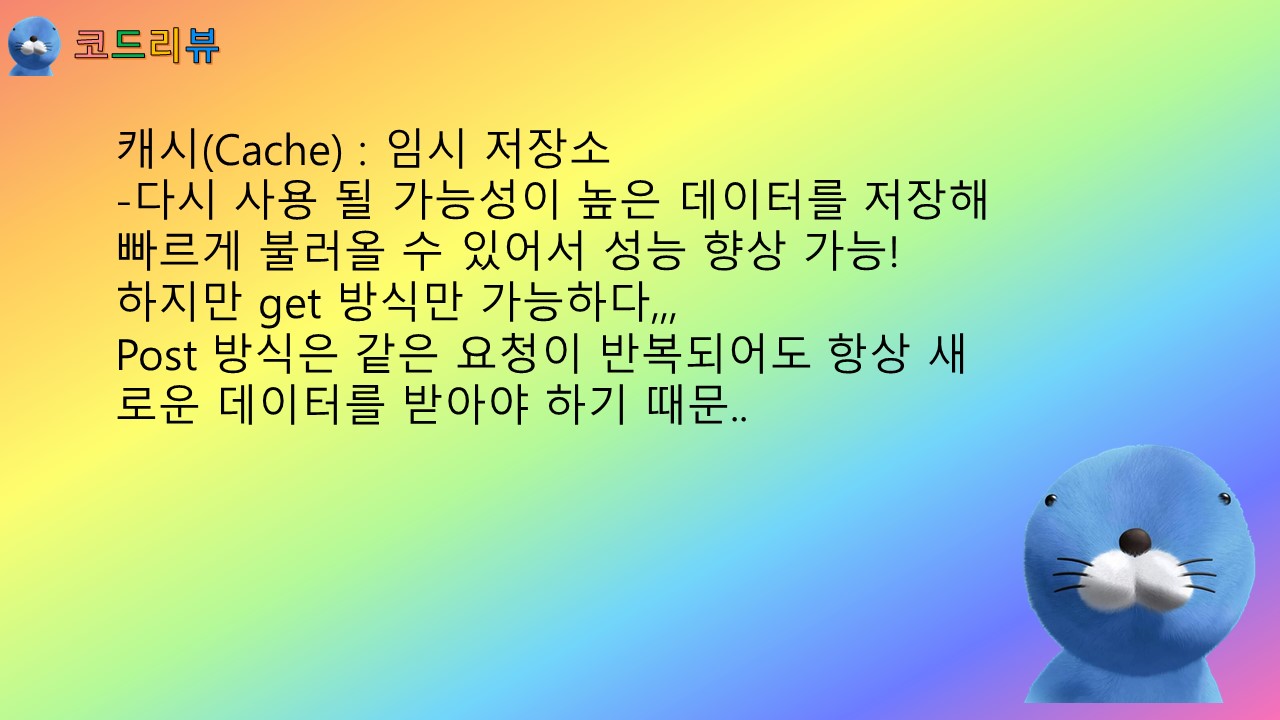 코드리뷰
캐시(Cache) : 임시 저장소
-다시 사용 될 가능성이 높은 데이터를 저장해
빠르게 불러올 수 있어서 성능 향상 가능!
하지만 get 방식만 가능하다,,,
Post 방식은 같은 요청이 반복되어도 항상 새
로운 데이터를 받아야 하기 때문..